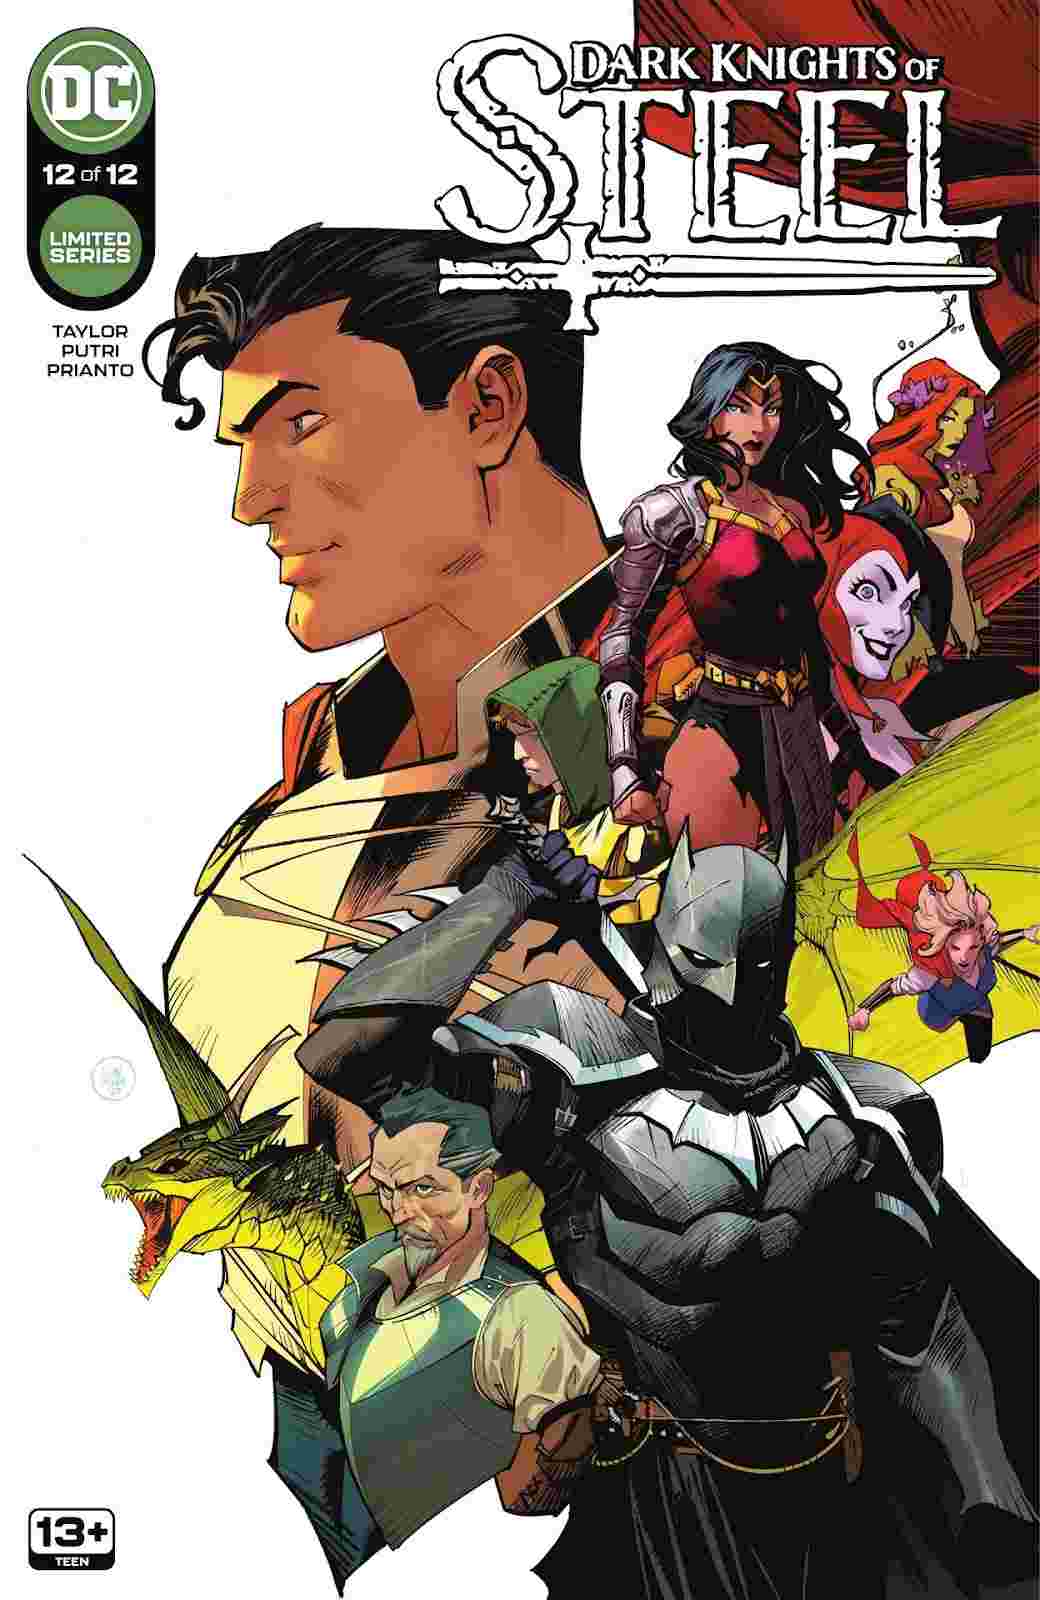 DC
12 of 12
LIMITED
SERIES
TAYLOR
PUTRI
PRIANTO
DARK KNIGHTS OF
STEEL
13+
TEEN